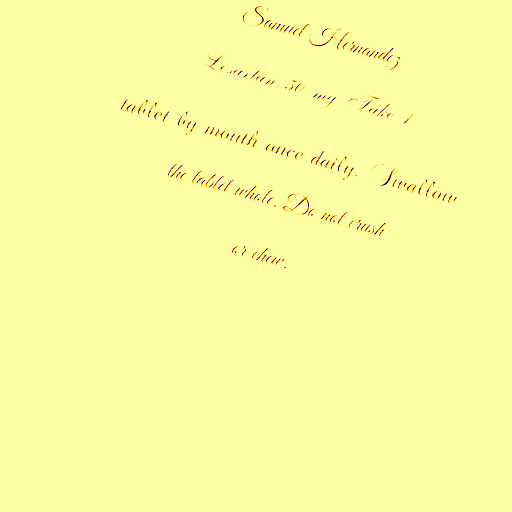 Samuel Hernandez
Losartan 50 mg Take 1
tablet by mouth once daily. Swallow
the tablet whole. Do not crush
or chew.